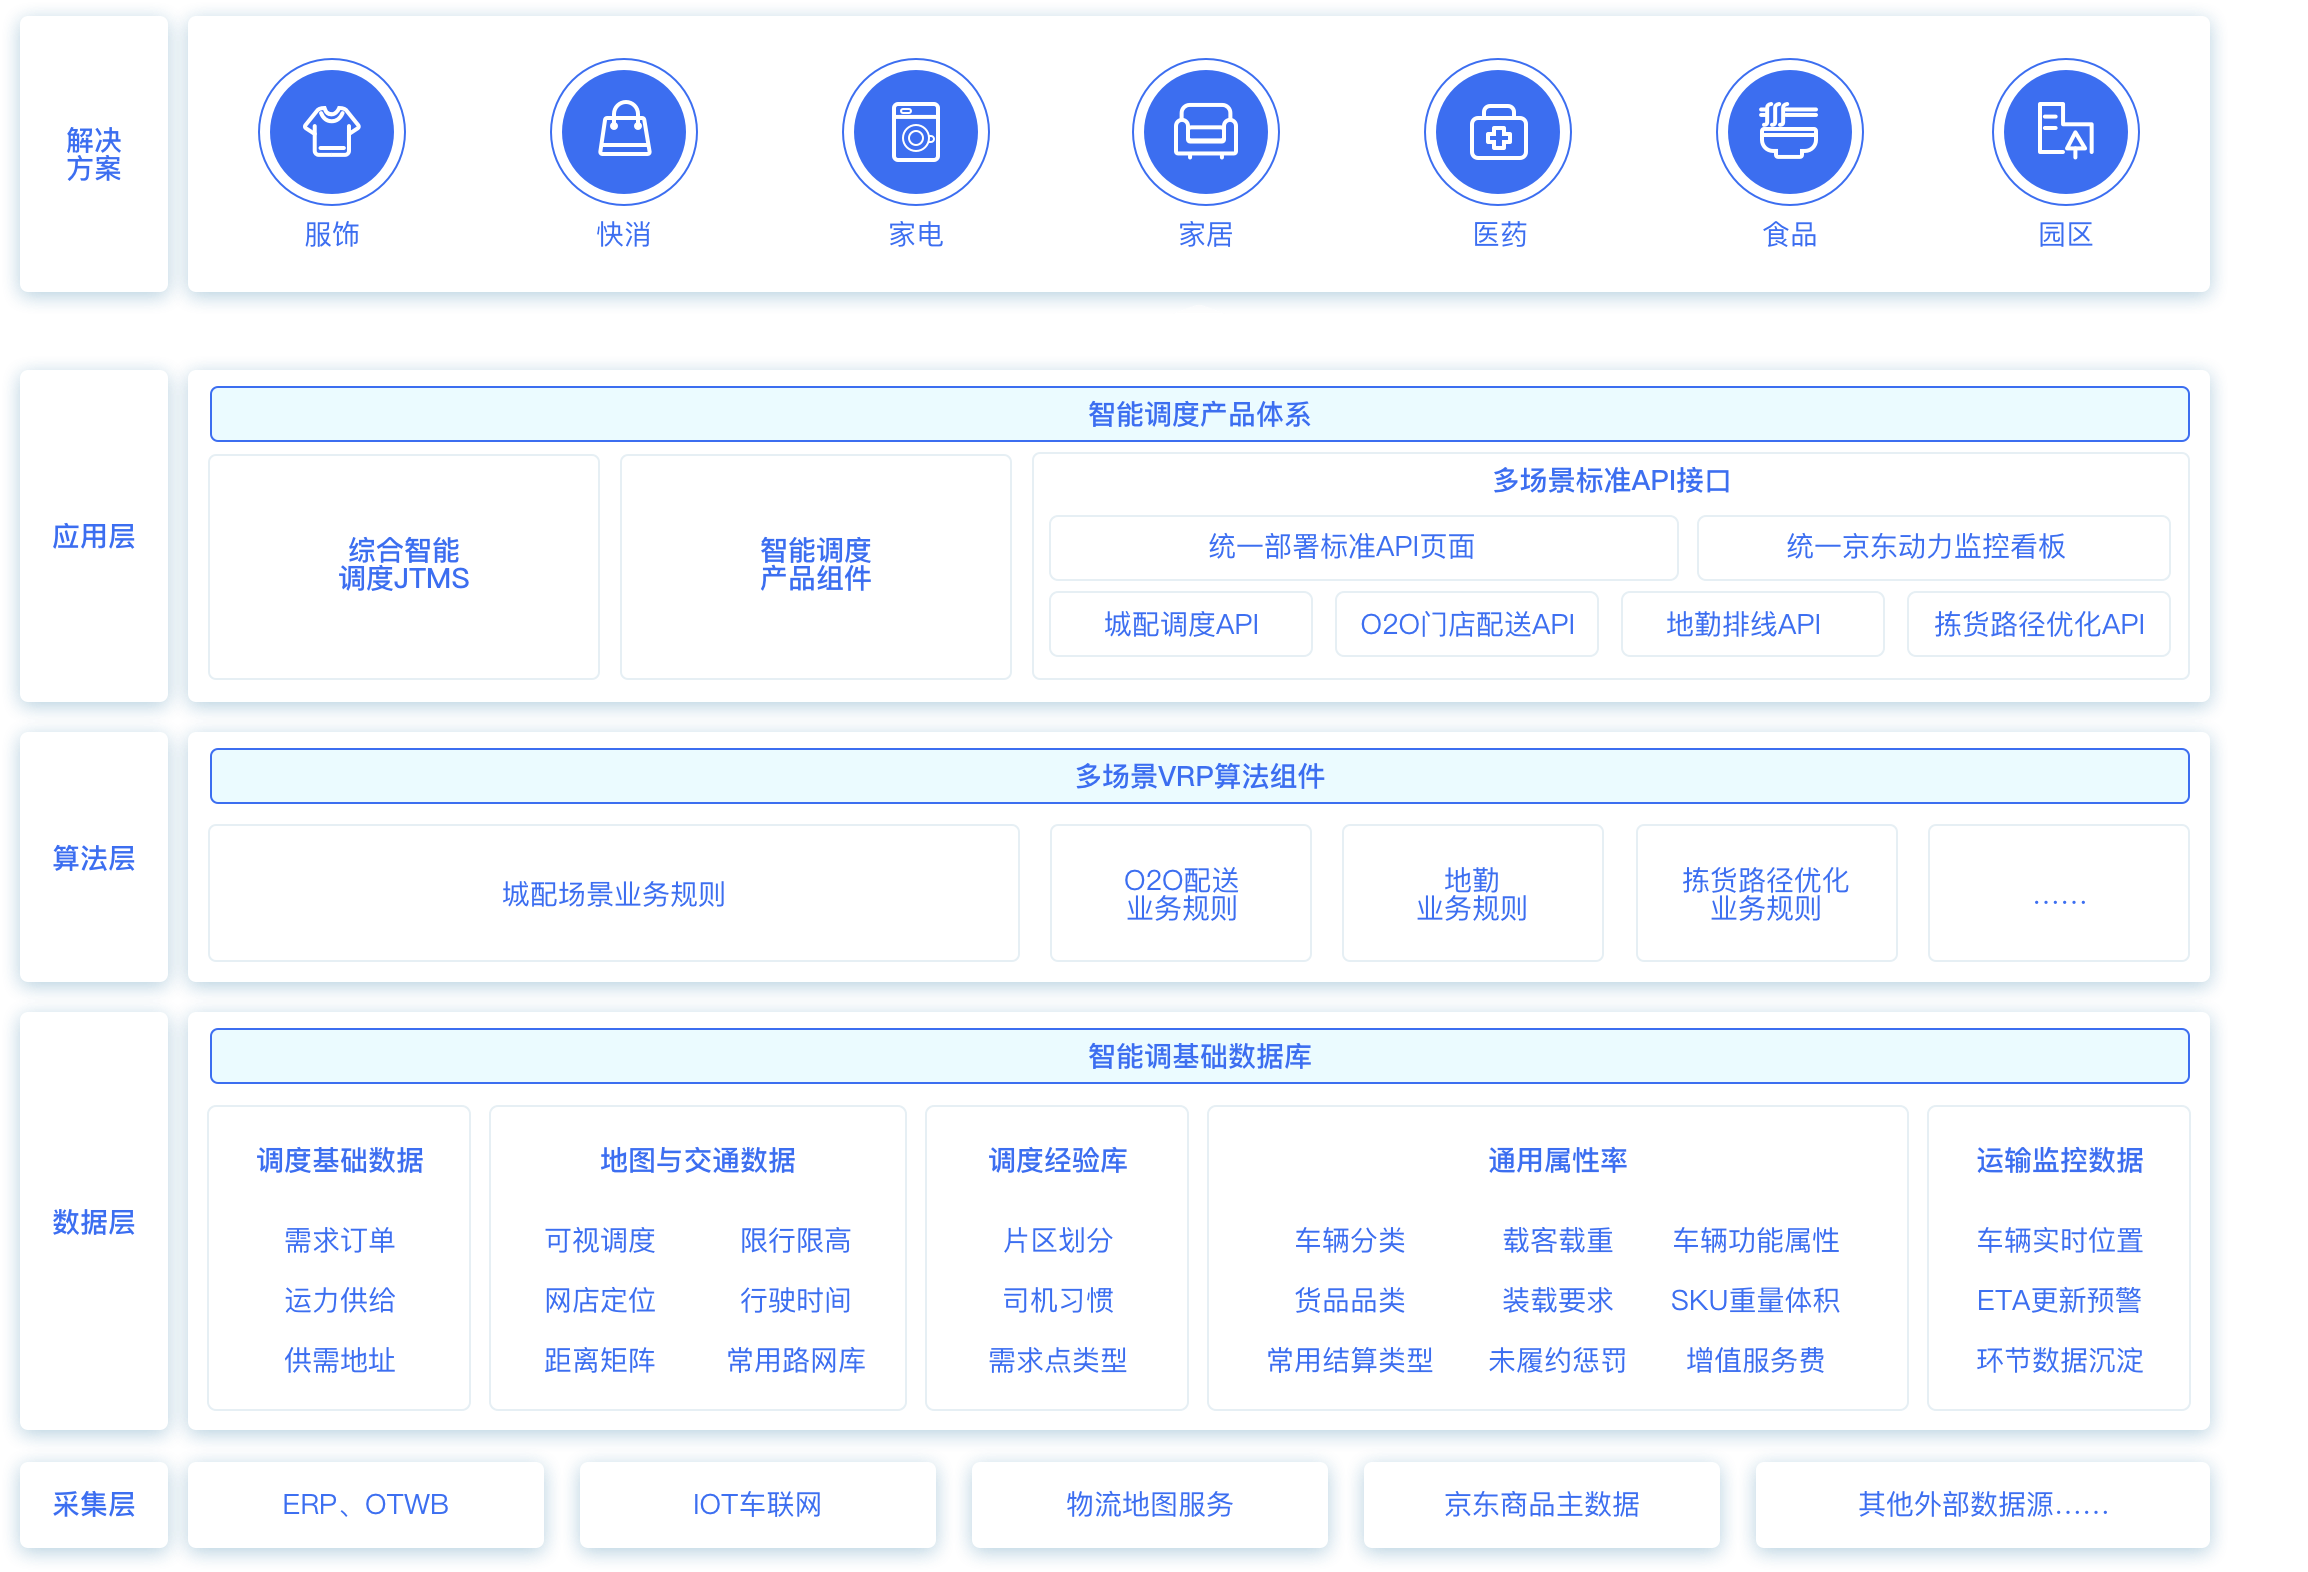 解决
方案
服饰
快消
家电
家居
医药
食品
园区
应用层
智能调度产品体系
综合智能
调度JTMS
智能调度
产品组件
多场景标准API接口
统一部署标准API页面
统一京东动力监控看板
城配调度API
O2O门店配送API
地勤排线API
拣货路径优化API
算法层
多场景VRP算法组件
城配场景业务规则
O2O配送
业务规则
地勤
业务规则
拣货路径优化
业务规则
……
数据层
智能调基础数据库
调度基础数据
需求订单
运力供给
供需地址
地图与交通数据
可视调度
限行限高
网店定位
行驶时间
距离矩阵
常用路网库
调度经验库
片区划分
司机习惯
需求点类型
通用属性率
车辆分类
载客载重
车辆功能属性
货品品类
装载要求
SKU重量体积
常用结算类型
未履约惩罚
增值服务费
运输监控数据
车辆实时位置
ETA更新预警
环节数据沉淀
采集层
ERP、OTWB
IOT车联网
物流地图服务
京东商品主数据
其他外部数据源……